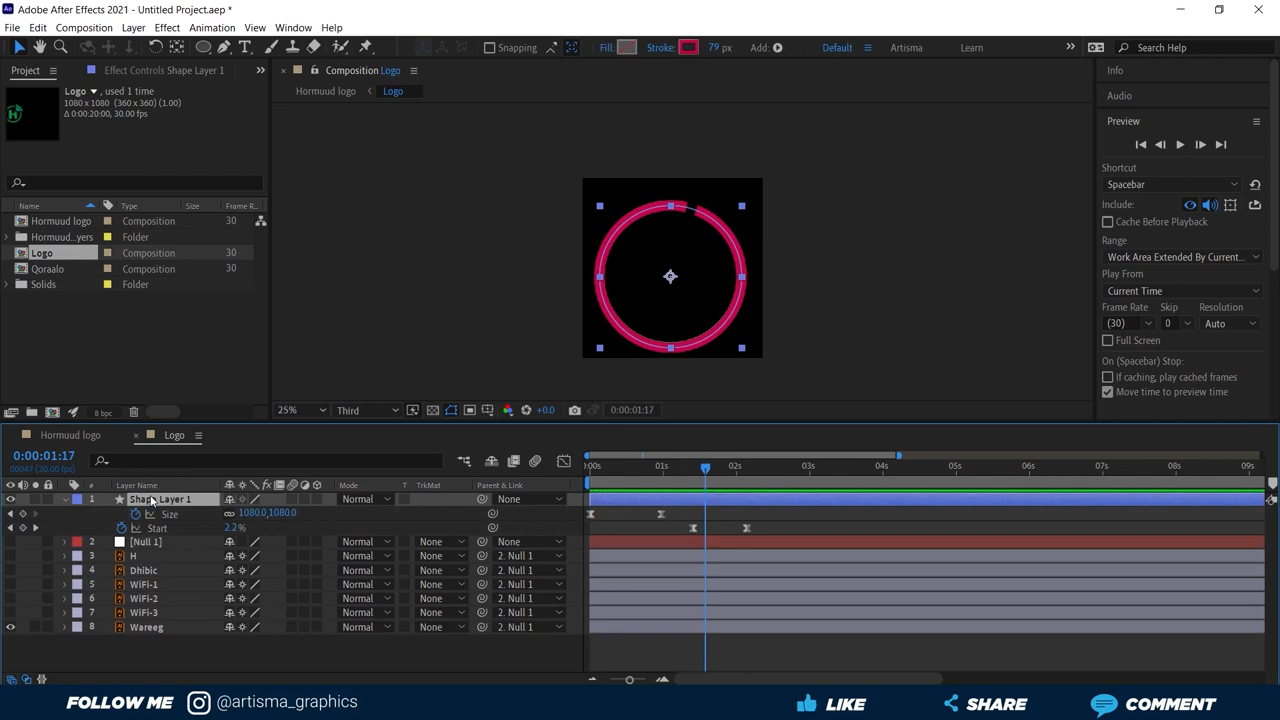 Adobe After Effects 2021 - Untitled Project.aep *
File Edit Composition Layer Effect Animation View Window Help
Snapping Fill: Stroke: 79 px Add: Default Artisma Learn Search Help
Project Effect Controls Shape Layer 1
Composition Logo
Logo , used 1 time
1080 x 1080 (360 x 360) (1.00)
Δ 0:00:20:00, 30.00 fps
Hormuud logo Logo
Name Type Size Frame R...
Hormuud logo Composition 30
Hormuud...yers Folder
Logo Composition 30
Qoraalo Composition 30
Solids Folder
8 bpc
25% Third +0.0 0:00:01:17
Info
Audio
Preview
Shortcut
Spacebar
Include:
Cache Before Playback
Range
Work Area Extended By Current...
Play From
Current Time
Frame Rate Skip Resolution
(30) 0 Auto
Full Screen
On (Spacebar) Stop:
If caching, play cached frames
Move time to preview time
Hormuud logo Logo
0:00:01:17
00047 (30.00 fps)
# Layer Name Mode T TrkMat Parent & Link
:00s 01s 02s 03s 04s 05s 06s 07s 08s 09s
1 Shape Layer 1 Normal None
Size 1080.0,1080.0
Start 2.2%
2 [Null 1] Normal None None
3 H Normal None 2. Null 1
4 Dhibic Normal None 2. Null 1
5 WiFi-1 Normal None 2. Null 1
6 WiFi-2 Normal None 2. Null 1
7 WiFi-3 Normal None 2. Null 1
8 Wareeg Normal None 2. Null 1
FOLLOW ME @artisma_graphics LIKE SHARE COMMENT